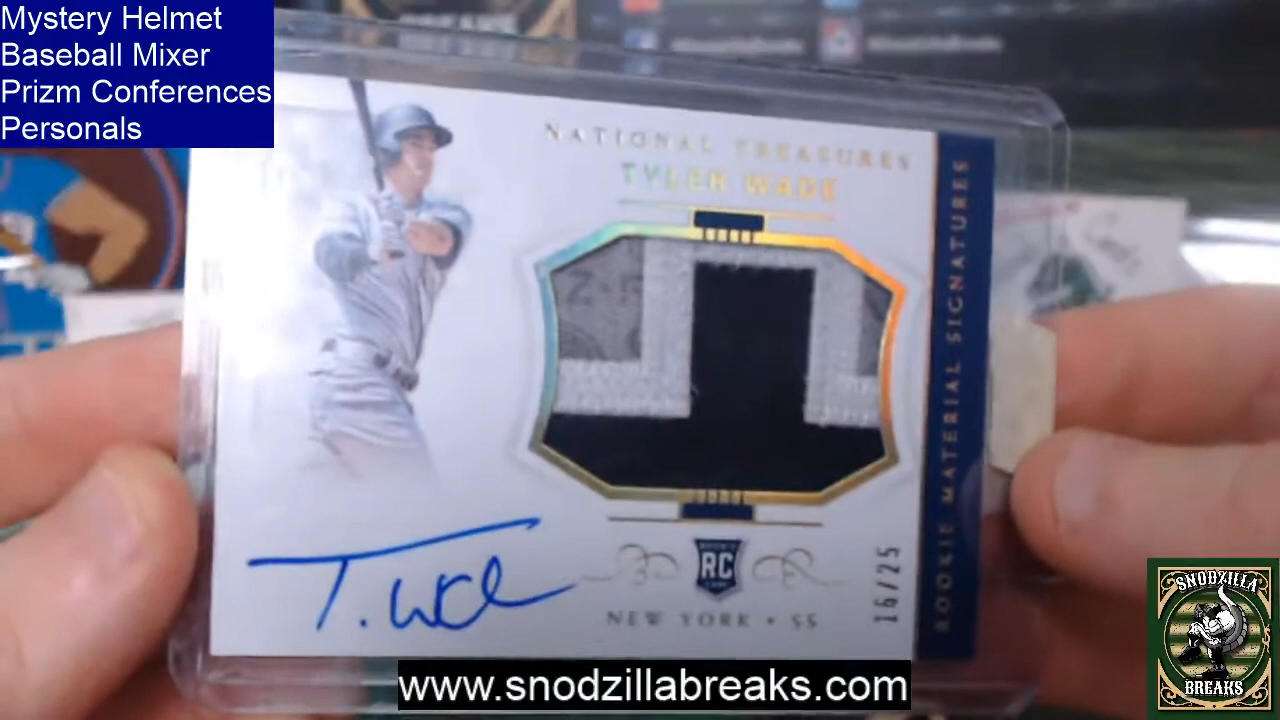 Mystery Helmet
Baseball Mixer
Prizm Conferences
Personals
NATIONAL TREASURES
TYLER WADE
ROOKIE MATERIAL SIGNATURES
T. Wade
RC
NEW YORK • SS
16/25
www.snodzillabreaks.com
SNODZILLA
BREAKS